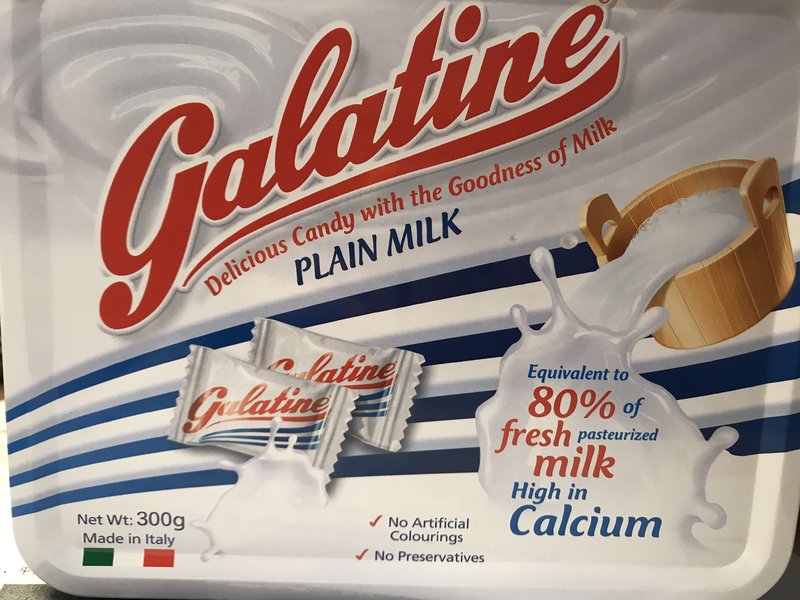 Galatine
Delicious Candy with the Goodness of Milk
PLAIN MILK
Galatine
Galatine
Equivalent to
80% of
fresh pasteurized
milk
High in
Calcium
Net Wt: 300g
Made in Italy
✓ No Artificial
Colourings
✓ No Preservatives